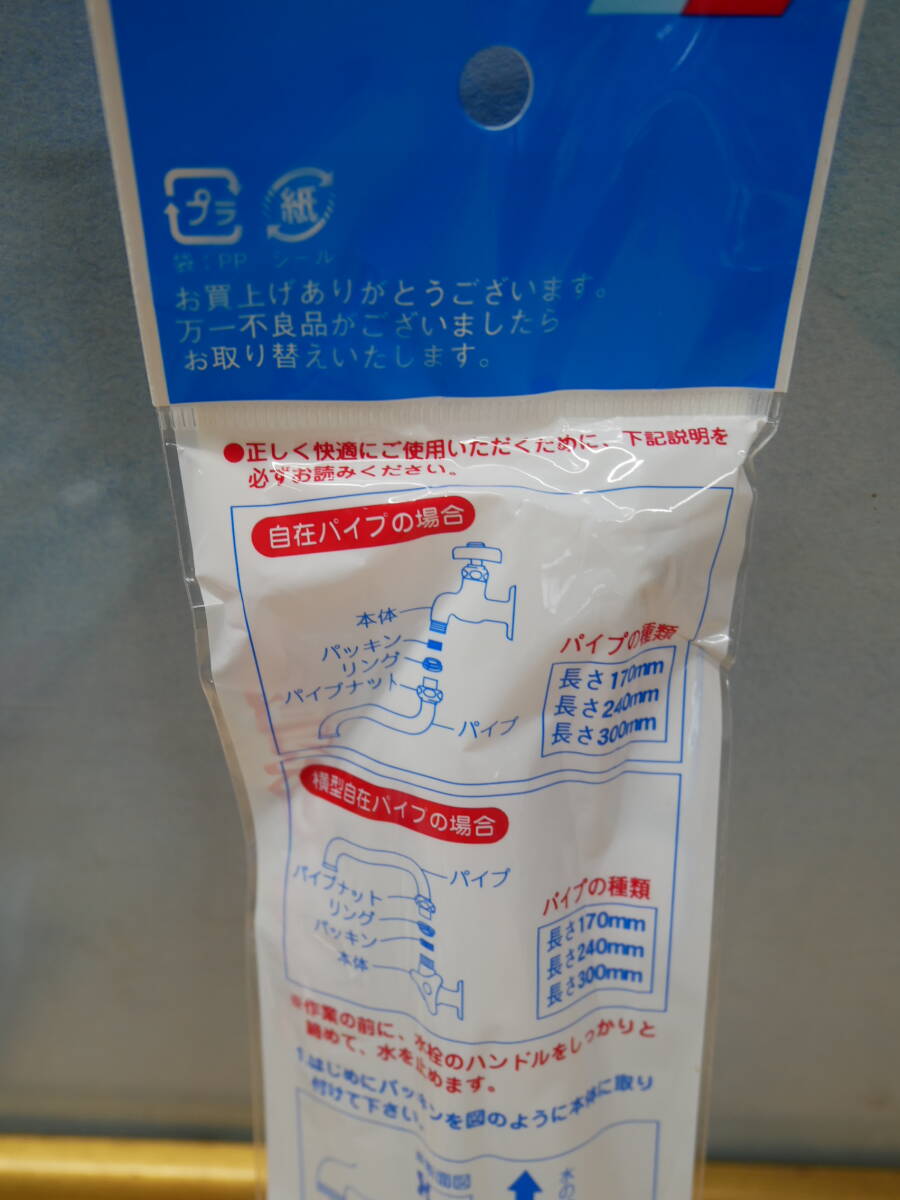 プラ 紙
袋:PP シール
お買上げありがとうございます。
万一不良品がございましたら
お取り替えいたします。
●正しく快適にご使用いただくために、下記説明を
必ずお読みください。
自在パイプの場合
本体
パッキン
リング
パイプナット
パイプ
パイプの種類
長さ170mm
長さ240mm
長さ300mm
横型自在パイプの場合
パイプ
パイプナット
リング
パッキン
本体
パイプの種類
長さ170mm
長さ240mm
長さ300mm
※作業の前に、水栓のハンドルをしっかりと
締めて、水を止めます。
1.はじめにパッキンを図のように本体に取り
付けて下さい。
水の